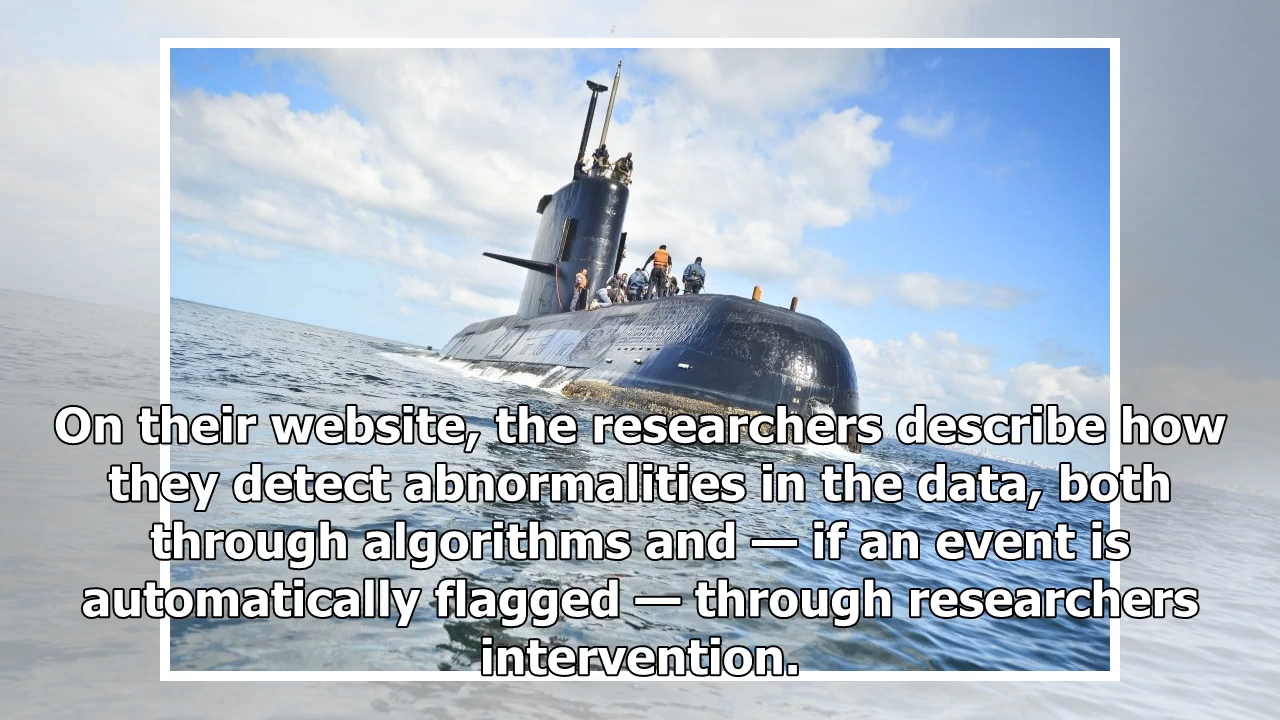 On their website, the researchers describe how
they detect abnormalities in the data, both
through algorithms and — if an event is
automatically flagged — through researchers
intervention.